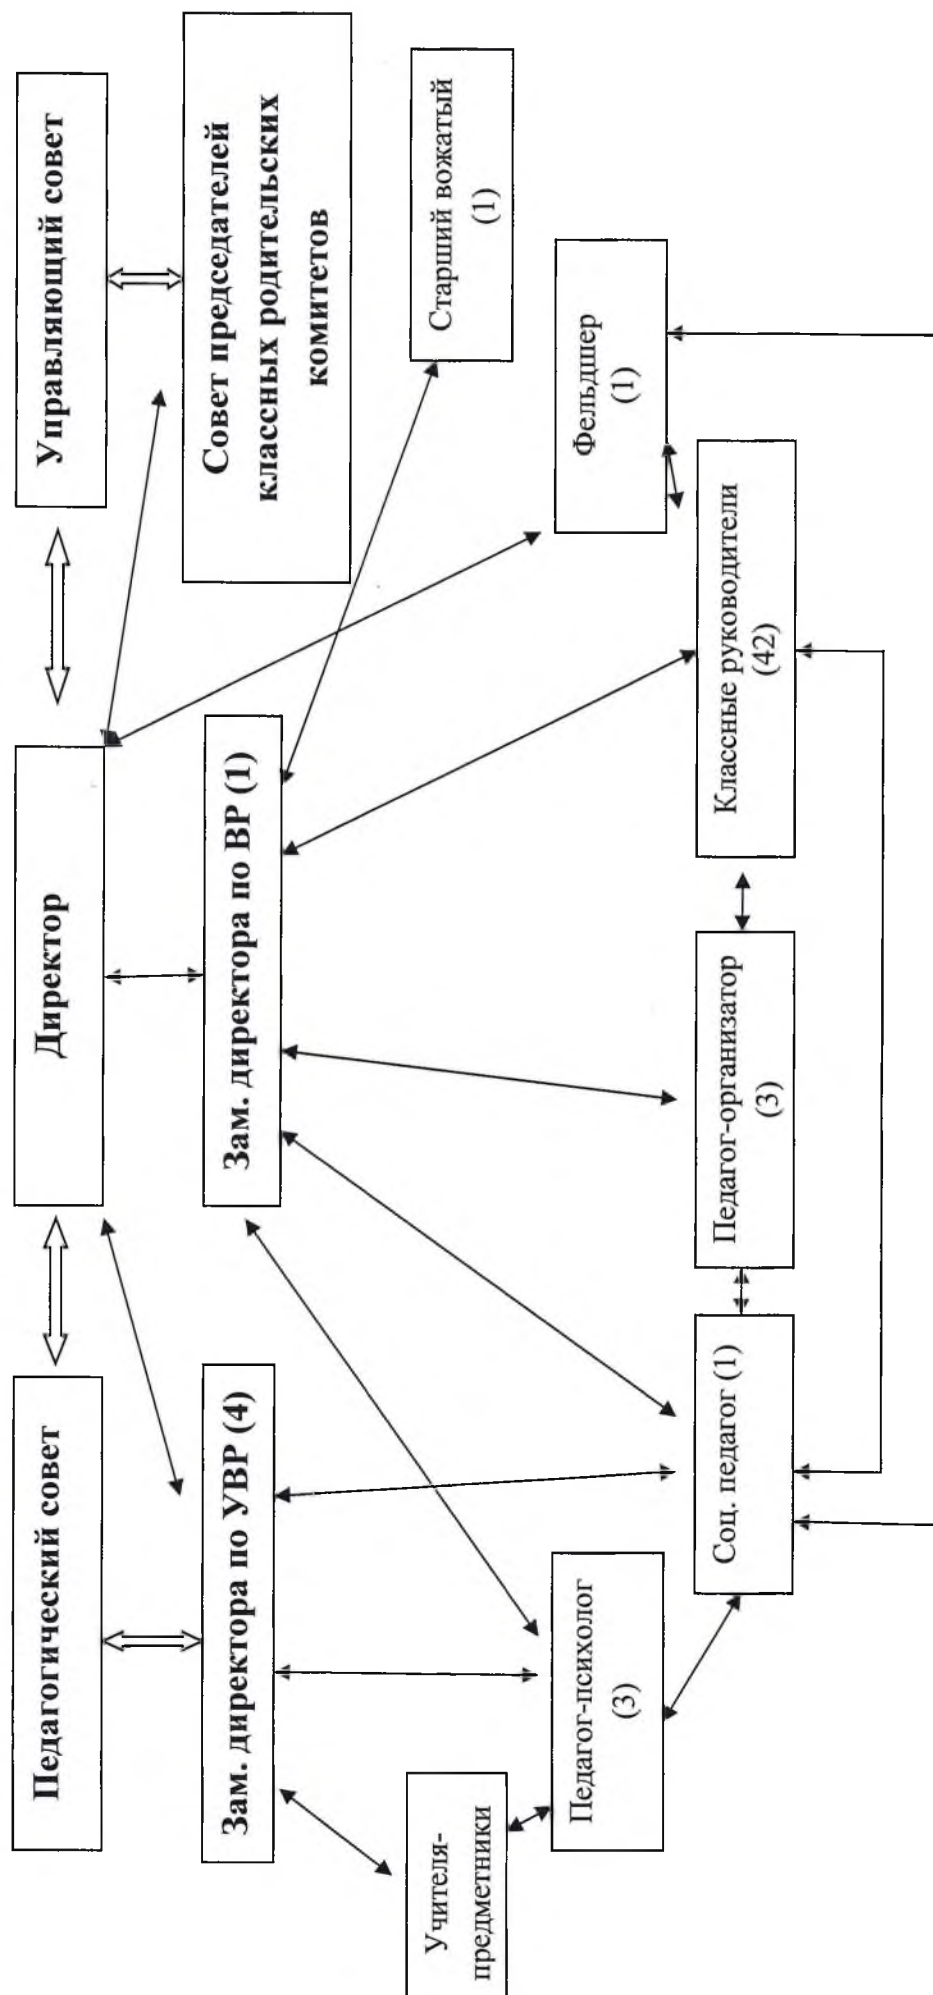 Педагогический совет
Директор
Управляющий совет
Зам. директора по УВР (4)
Зам. директора по ВР (1)
Совет председателей
классных родительских
комитетов
Учителя-
предметники
Старший вожатый
(1)
Педагог-психолог
(3)
Фельдшер
(1)
Соц. педагог (1)
Педагог-организатор
(3)
Классные руководители
(42)